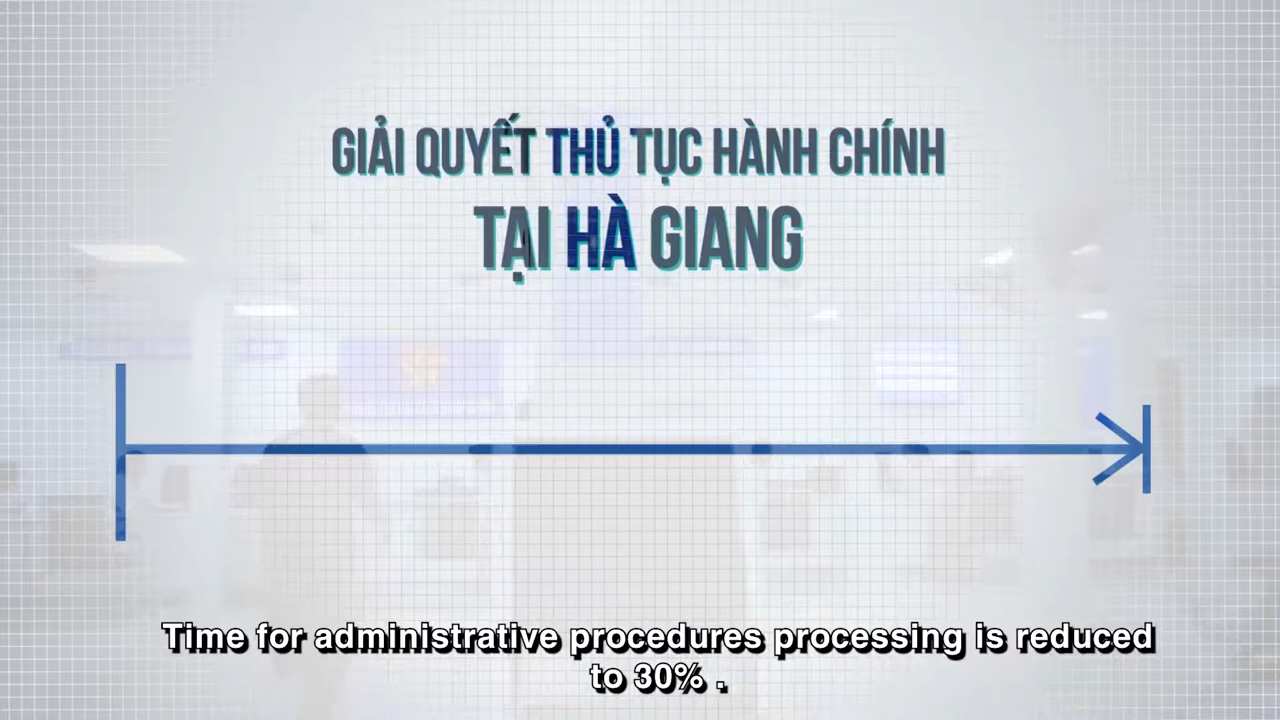 GIẢI QUYẾT THỦ TỤC HÀNH CHÍNH
TẠI HÀ GIANG
Time for administrative procedures processing is reduced
to 30% .